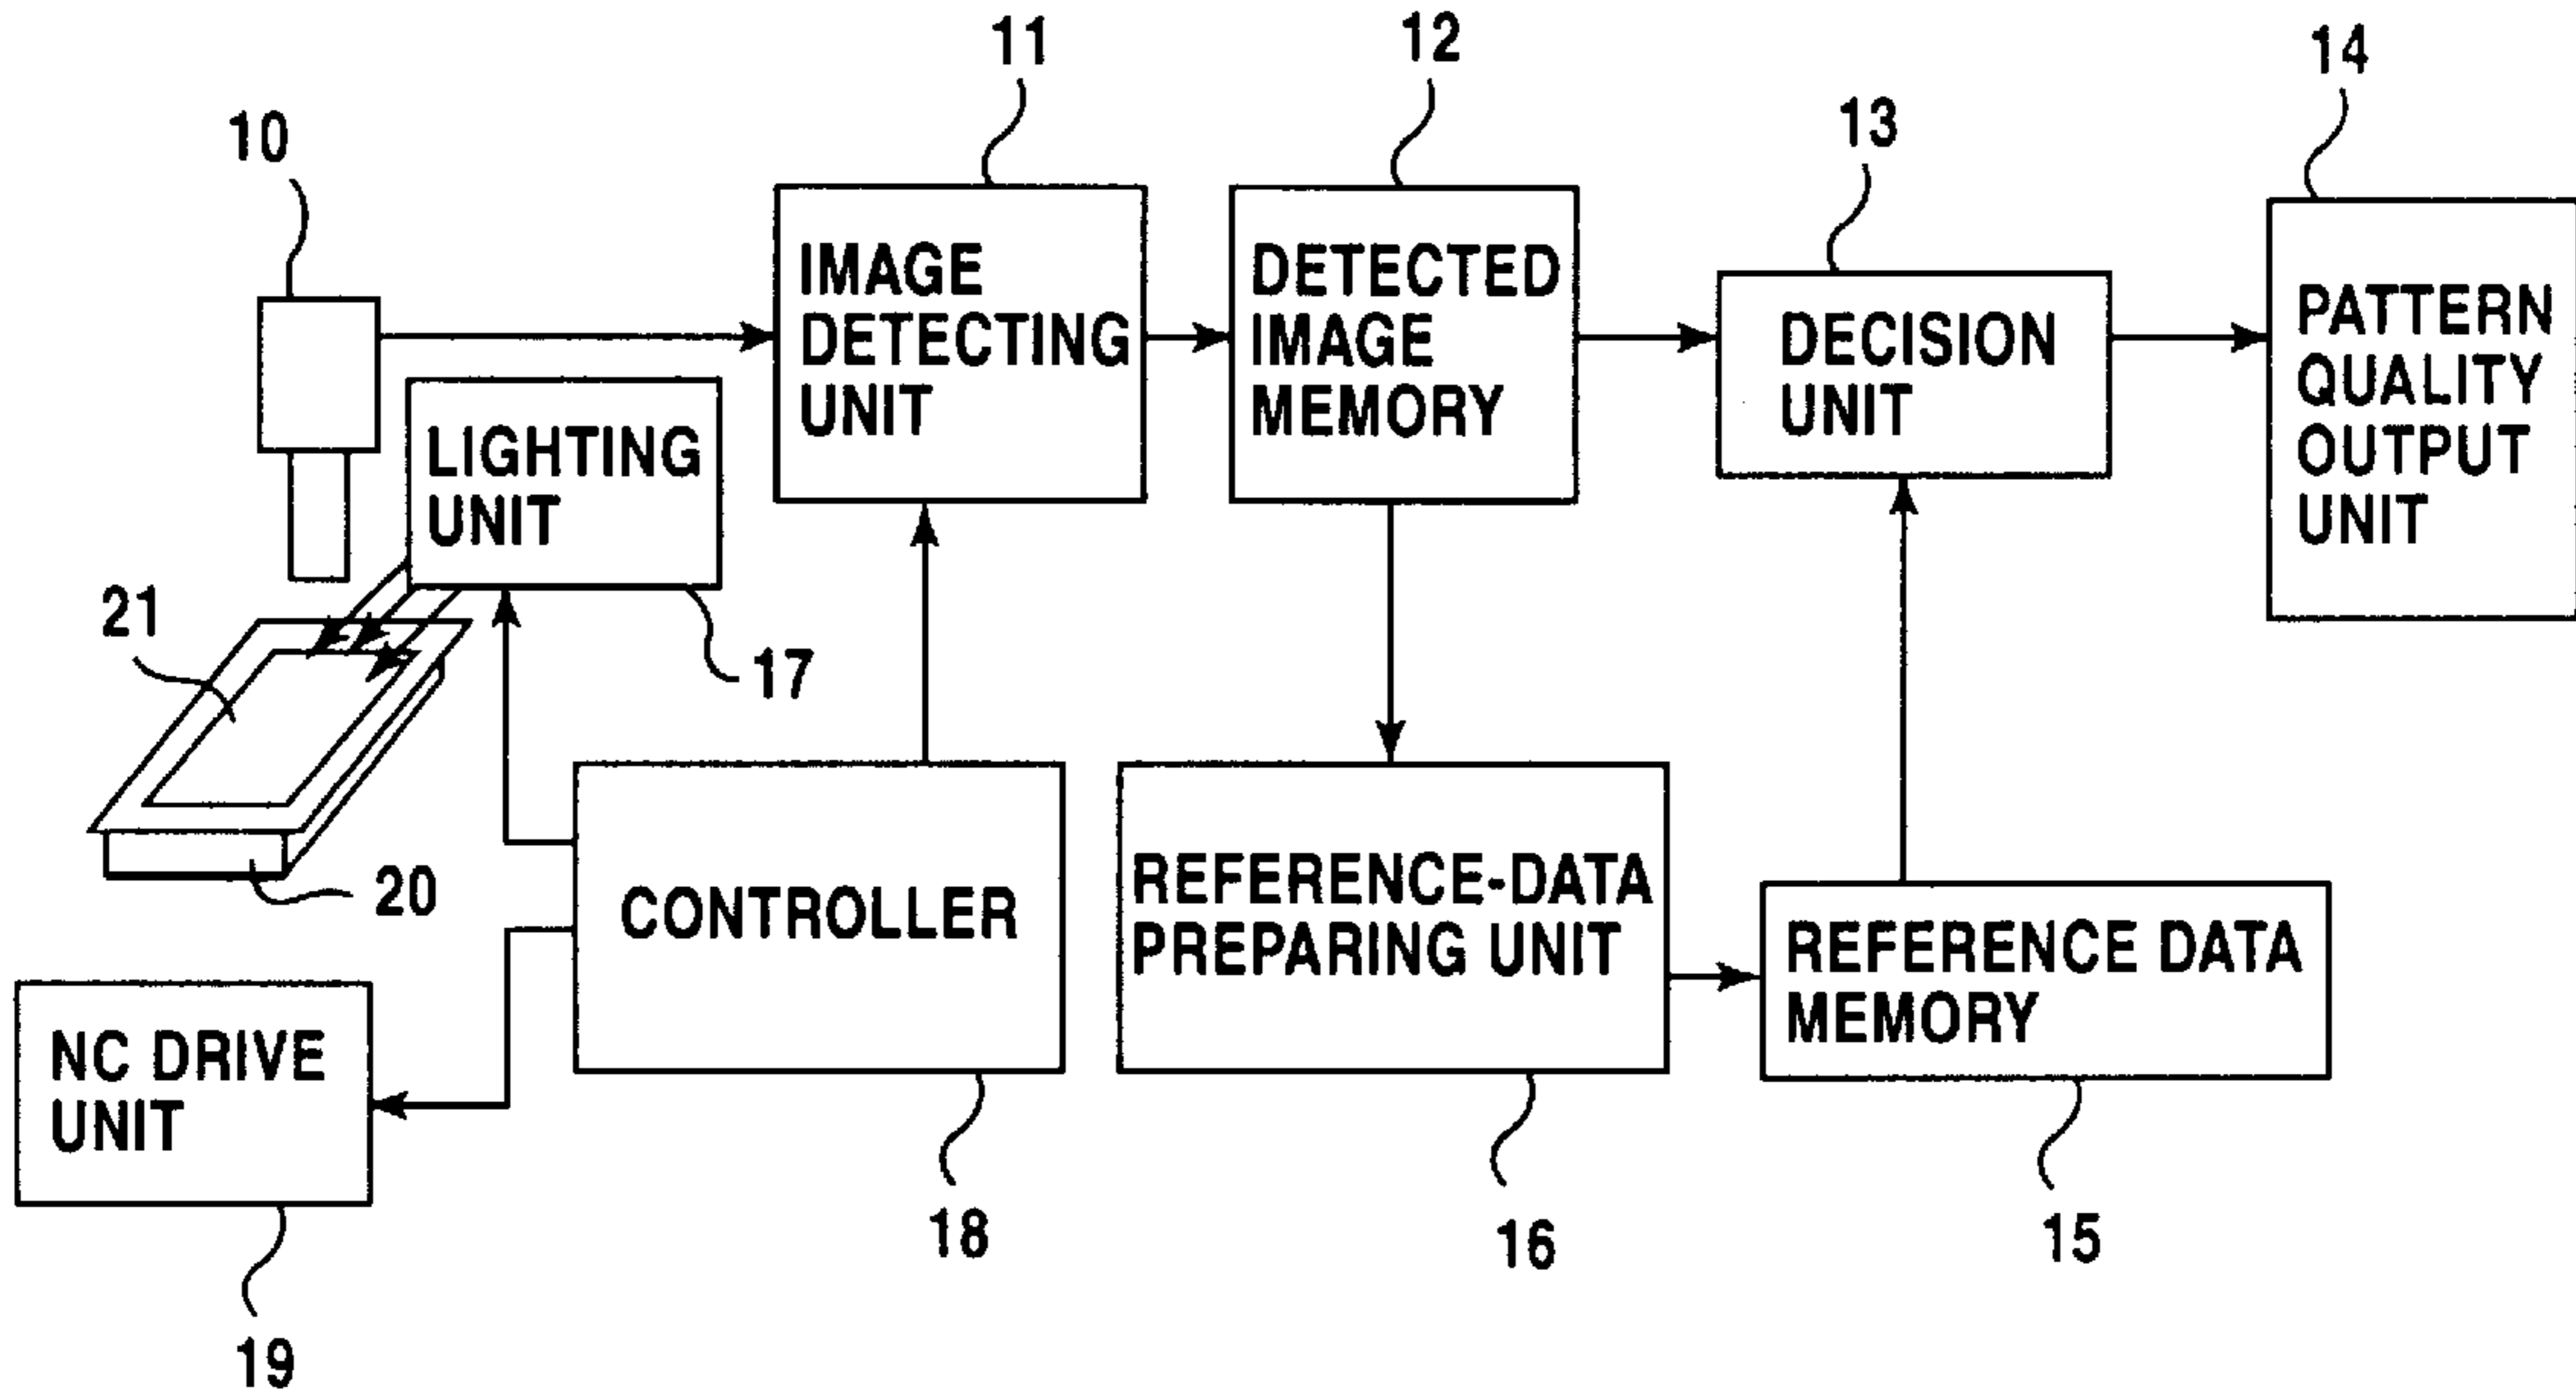 11
12
14
10
13
IMAGE
DETECTING
UNIT
DETECTED
IMAGE
MEMORY
DECISION
UNIT
PATTERN
QUALITY
OUTPUT
UNIT
LIGHTING
UNIT
21
17
20
CONTROLLER
REFERENCE-DATA
PREPARING UNIT
REFERENCE DATA
MEMORY
NC DRIVE
UNIT
18
16
15
19